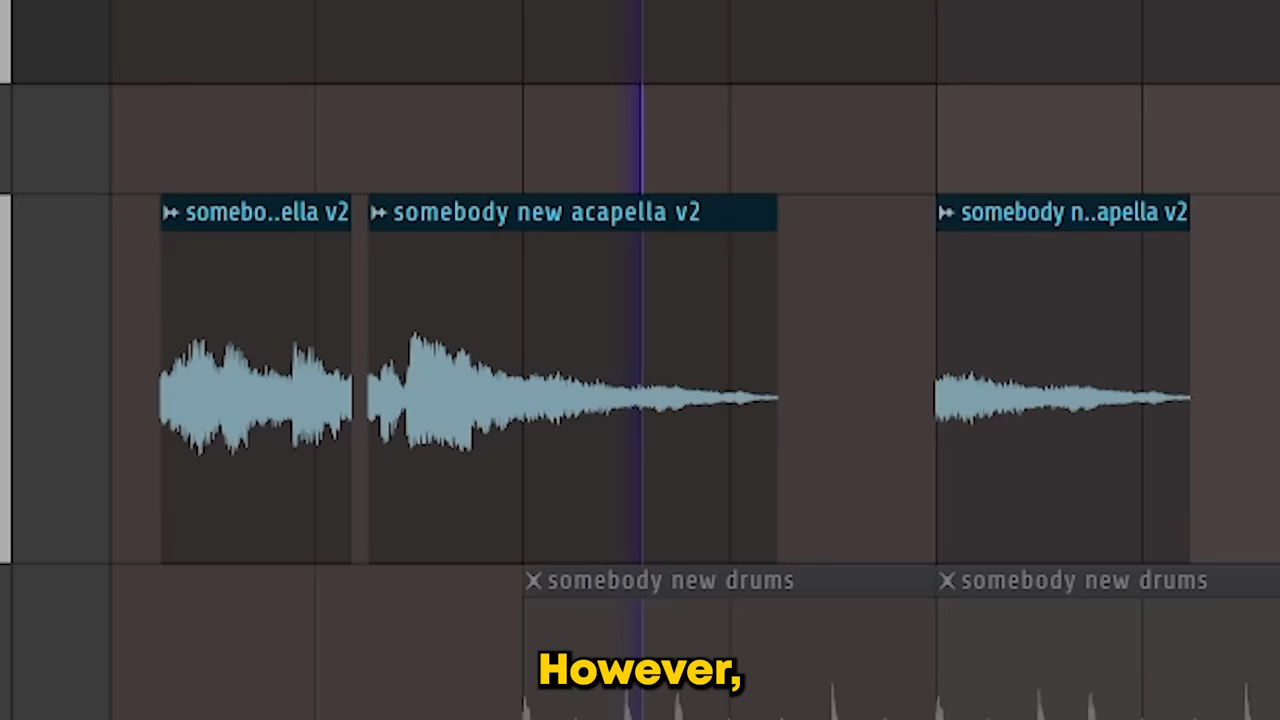 somebo..ella v2
somebody new acapella v2
somebody n..apella v2
somebody new drums
somebody new drums
However,